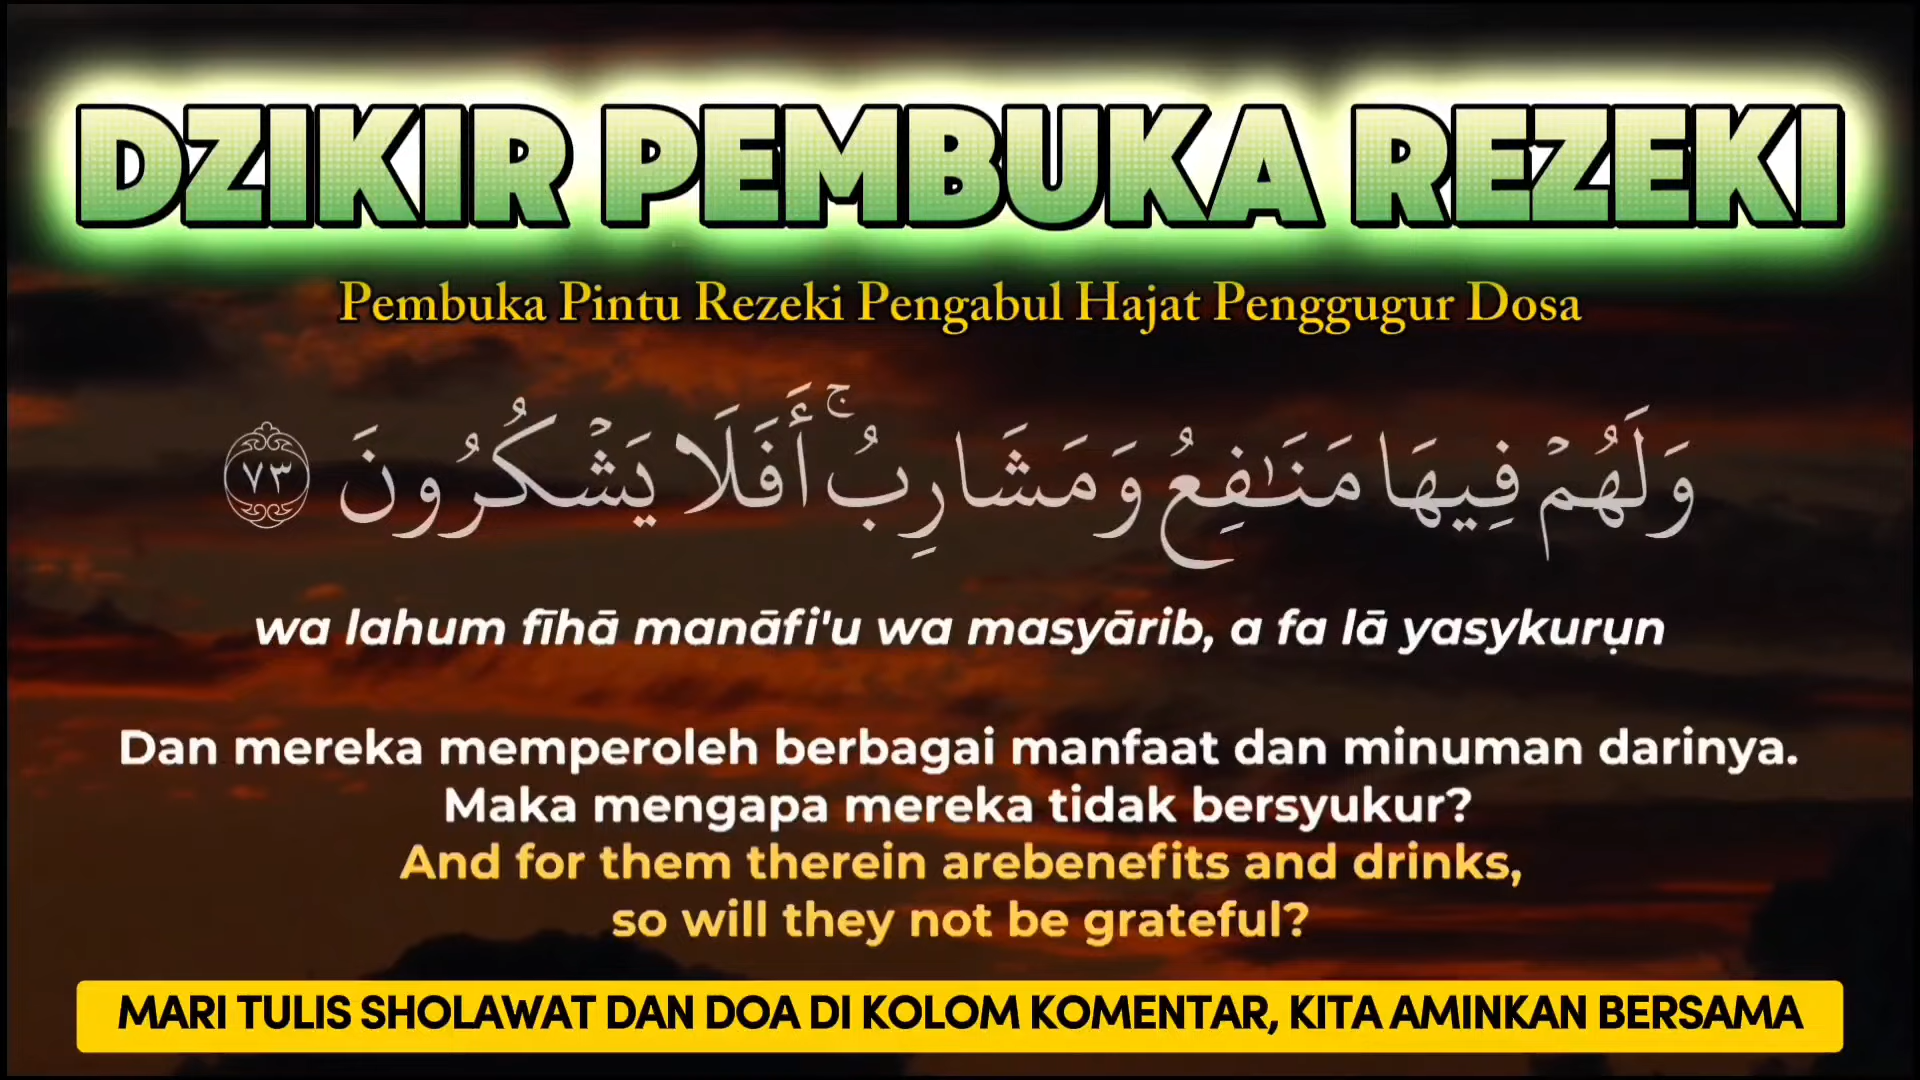 DZIKIR PEMBUKA REZEKI
Pembuka Pintu Rezeki Pengabul Hajat Penggugur Dosa
وَلَهُمْ فِيهَا مَنَـٰفِعُ وَمَشَارِبُ ۚ أَفَلَا يَشْكُرُونَ ٧٣
wa lahum fīhā manāfi'u wa masyārib, a fa lā yasykurụn
Dan mereka memperoleh berbagai manfaat dan minuman darinya.
Maka mengapa mereka tidak bersyukur?
And for them therein arebenefits and drinks,
so will they not be grateful?
MARI TULIS SHOLAWAT DAN DOA DI KOLOM KOMENTAR, KITA AMINKAN BERSAMA